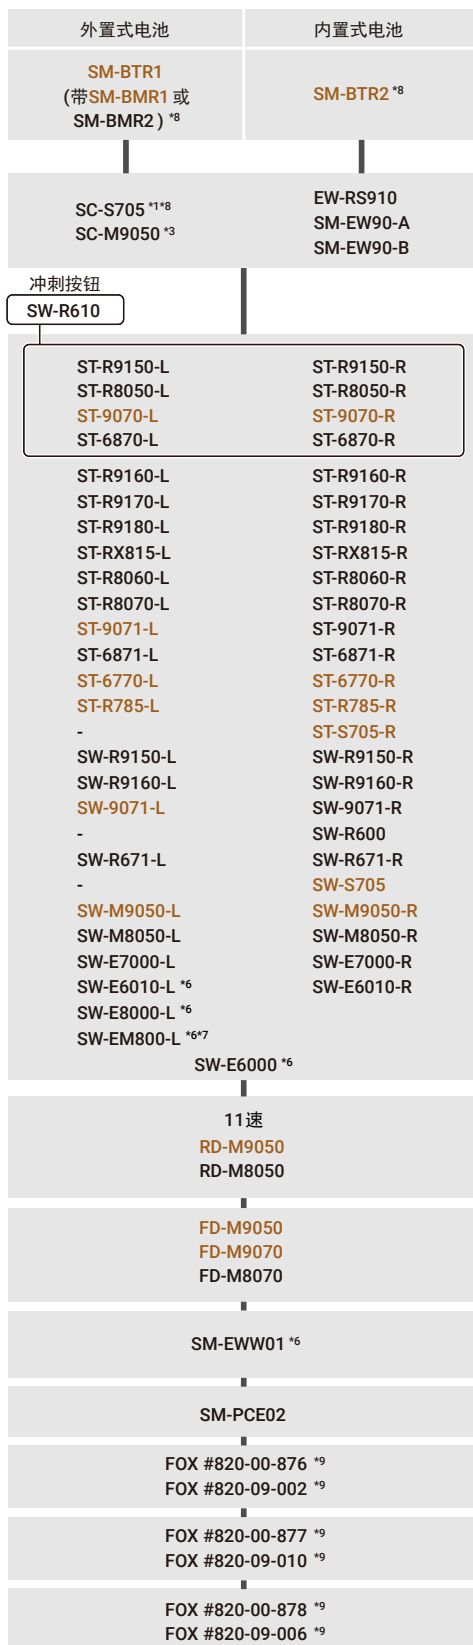 外置式电池 内置式电池
SM-BTR1
(带SM-BMR1 或
SM-BMR2 ) *8
SM-BTR2 *8
SC-S705 *1*8
SC-M9050 *3
EW-RS910
SM-EW90-A
SM-EW90-B
冲刺按钮
SW-R610
ST-R9150-L ST-R9150-R
ST-R8050-L ST-R8050-R
ST-9070-L ST-9070-R
ST-6870-L ST-6870-R
ST-R9160-L ST-R9160-R
ST-R9170-L ST-R9170-R
ST-R9180-L ST-R9180-R
ST-RX815-L ST-RX815-R
ST-R8060-L ST-R8060-R
ST-R8070-L ST-R8070-R
ST-9071-L ST-9071-R
ST-6871-L ST-6871-R
ST-6770-L ST-6770-R
ST-R785-L ST-R785-R
- ST-S705-R
SW-R9150-L SW-R9150-R
SW-R9160-L SW-R9160-R
SW-9071-L SW-9071-R
- SW-R600
SW-R671-L SW-R671-R
- SW-S705
SW-M9050-L SW-M9050-R
SW-M8050-L SW-M8050-R
SW-E7000-L SW-E7000-R
SW-E6010-L *6 SW-E6010-R
SW-E8000-L *6
SW-EM800-L *6*7
SW-E6000 *6
11速
RD-M9050
RD-M8050
FD-M9050
FD-M9070
FD-M8070
SM-EWW01 *6
SM-PCE02
FOX #820-00-876 *9
FOX #820-09-002 *9
FOX #820-00-877 *9
FOX #820-09-010 *9
FOX #820-00-878 *9
FOX #820-09-006 *9